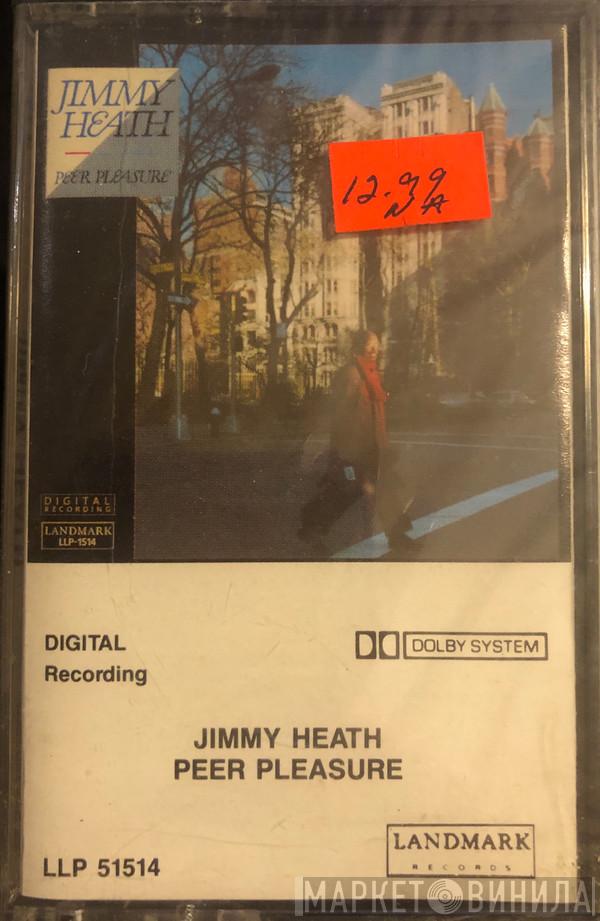 JIMMY
HEATH
PEER PLEASURE
12.99
DIGITAL
RECORDING
LANDMARK
LLP-1514
DIGITAL
Recording
DOLBY SYSTEM
JIMMY HEATH
PEER PLEASURE
LANDMARK
RECORDS
LLP 51514
МАРКЕТ ВИНИЛА